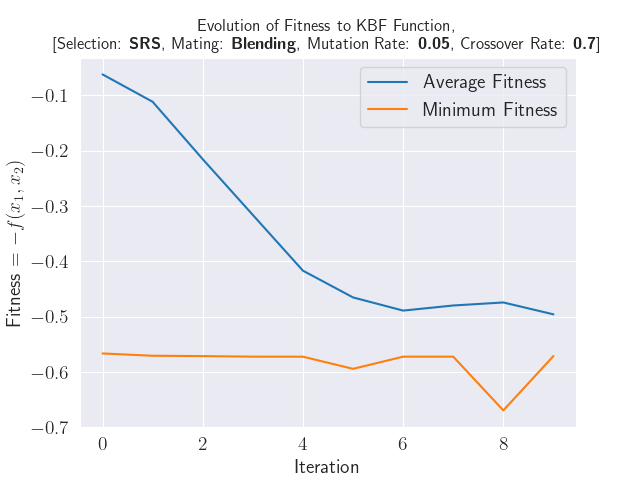 Evolution of Fitness to KBF Function,
[Selection: SRS, Mating: Blending, Mutation Rate: 0.05, Crossover Rate: 0.7]
Average Fitness
Minimum Fitness
Fitness = −f(x₁, x₂)
−0.1
−0.2
−0.3
−0.4
−0.5
−0.6
−0.7
0 2 4 6 8
Iteration